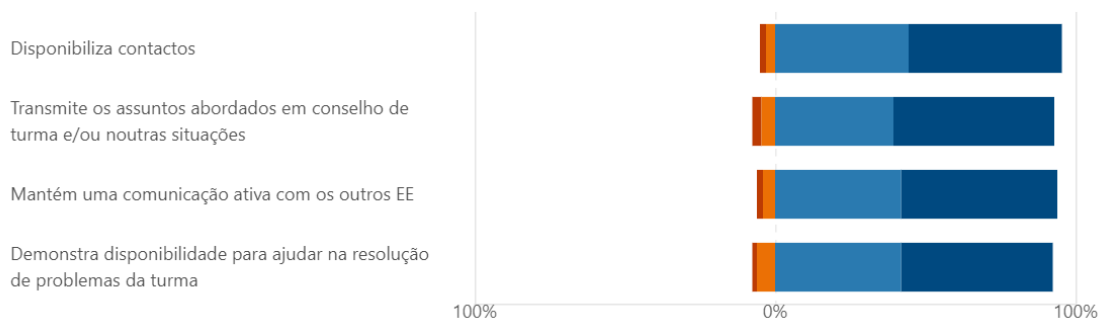 Disponibiliza contactos
Transmite os assuntos abordados em conselho de
turma e/ou noutras situações
Mantém uma comunicação ativa com os outros EE
Demonstra disponibilidade para ajudar na resolução
de problemas da turma
100%
0%
100%